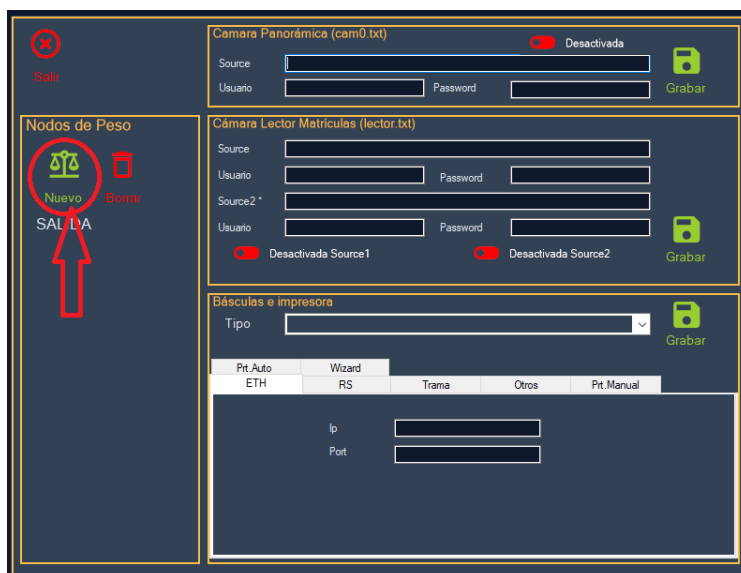 Salir
Camara Panorámica (cam0.txt)
Desactivada
Source
Usuario
Password
Grabar
Nodos de Peso
Nuevo
Borrar
SALIDA
Cámara Lector Matrículas (lector.txt)
Source
Usuario
Password
Source2 *
Usuario
Password
Desactivada Source1
Desactivada Source2
Grabar
Básculas e impresora
Tipo
Grabar
Prt.Auto
Wizard
ETH
RS
Trama
Otros
Prt.Manual
Ip
Port